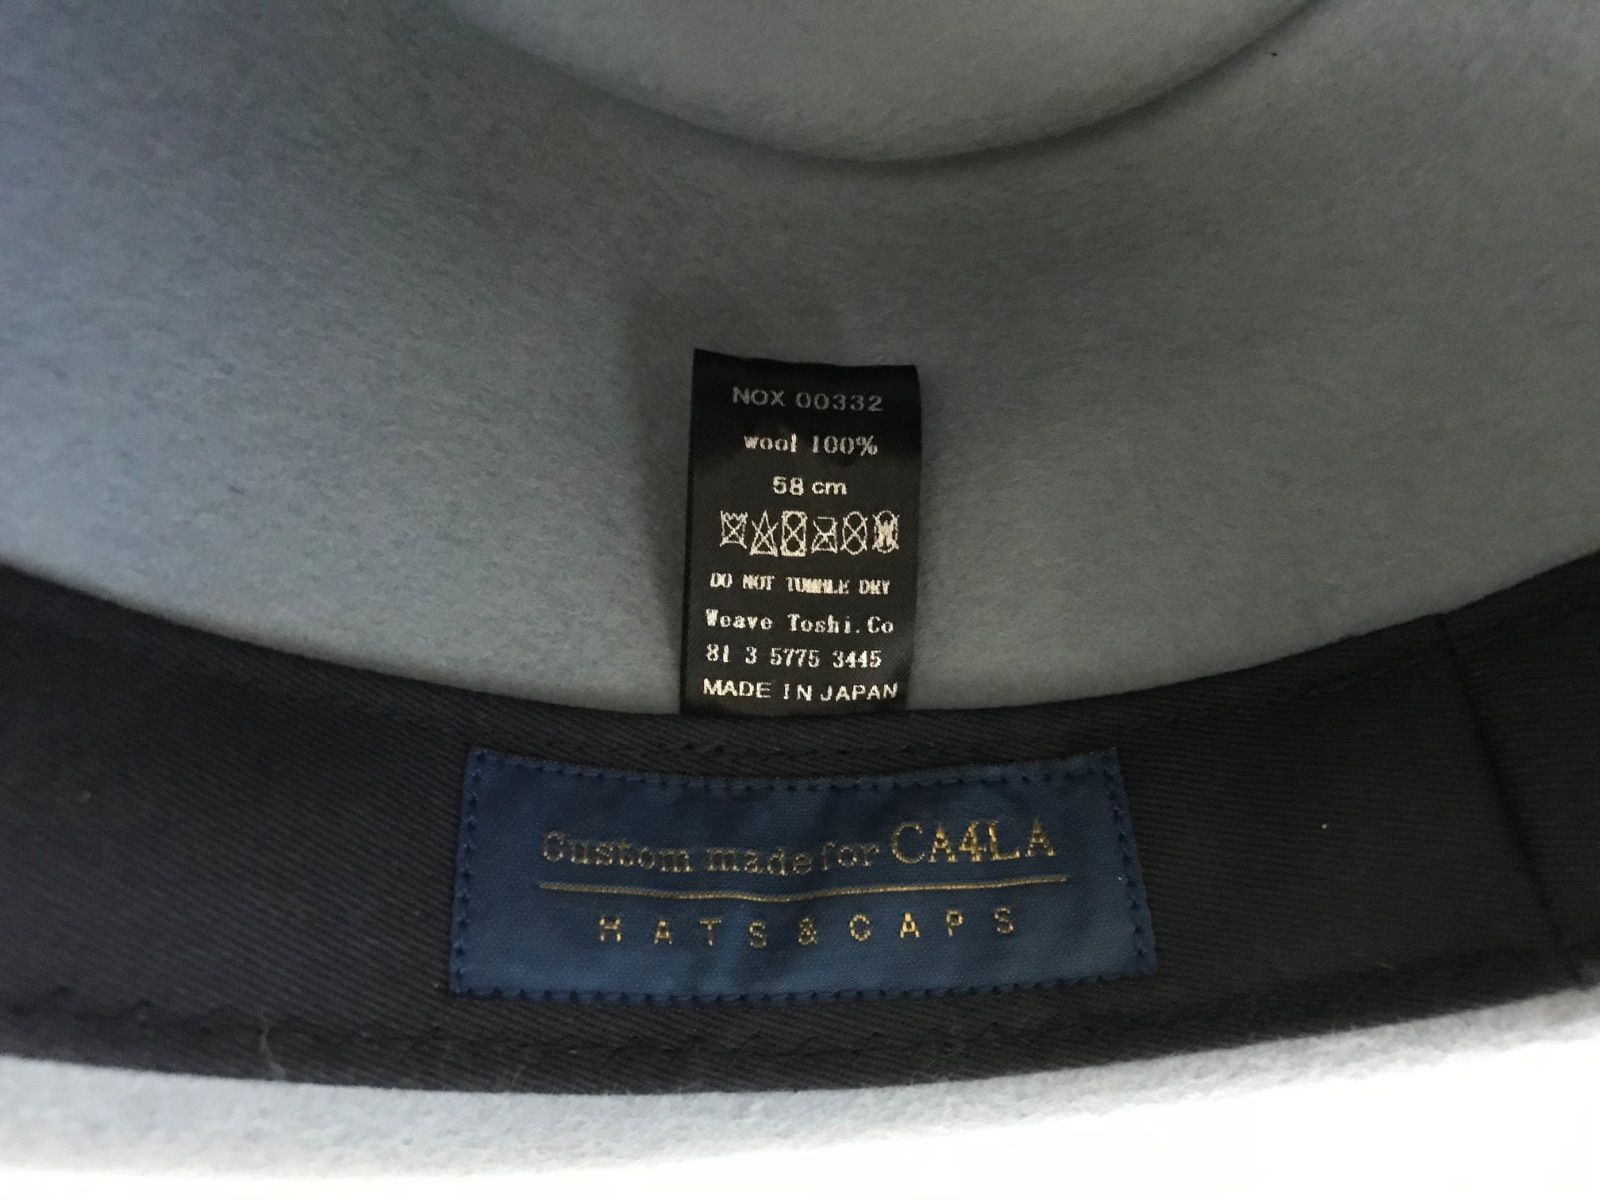 NOX 00332
wool 100%
58 cm
DO NOT TUMBLE DRY
Weave Toshi.Co
81 3 5775 3445
MADE IN JAPAN
Custom made for CA4LA
HATS & CAPS